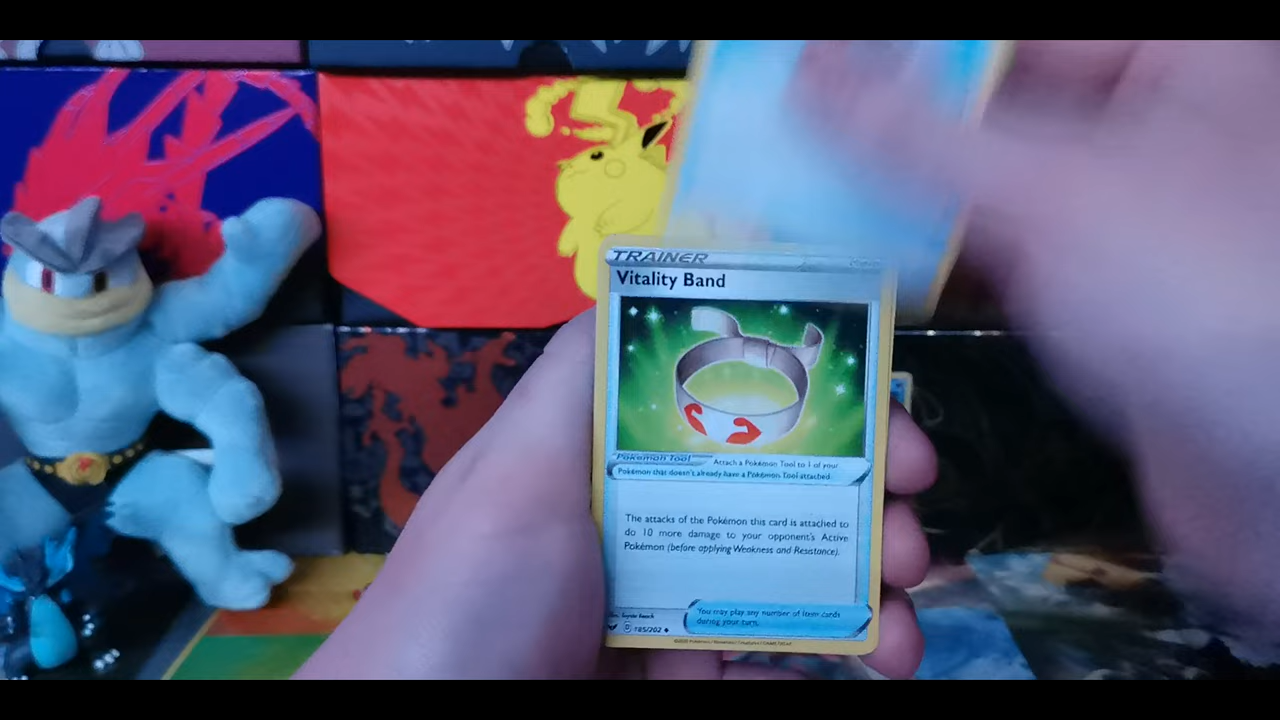 TRAINER
Vitality Band
Pokémon Tool
Attach a Pokémon Tool to 1 of your
Pokémon that doesn't already have a Pokémon Tool attached.
The attacks of the Pokémon this card is attached to
do 10 more damage to your opponent's Active
Pokémon (before applying Weakness and Resistance).
You may play any number of Item cards
during your turn.
D 185/202